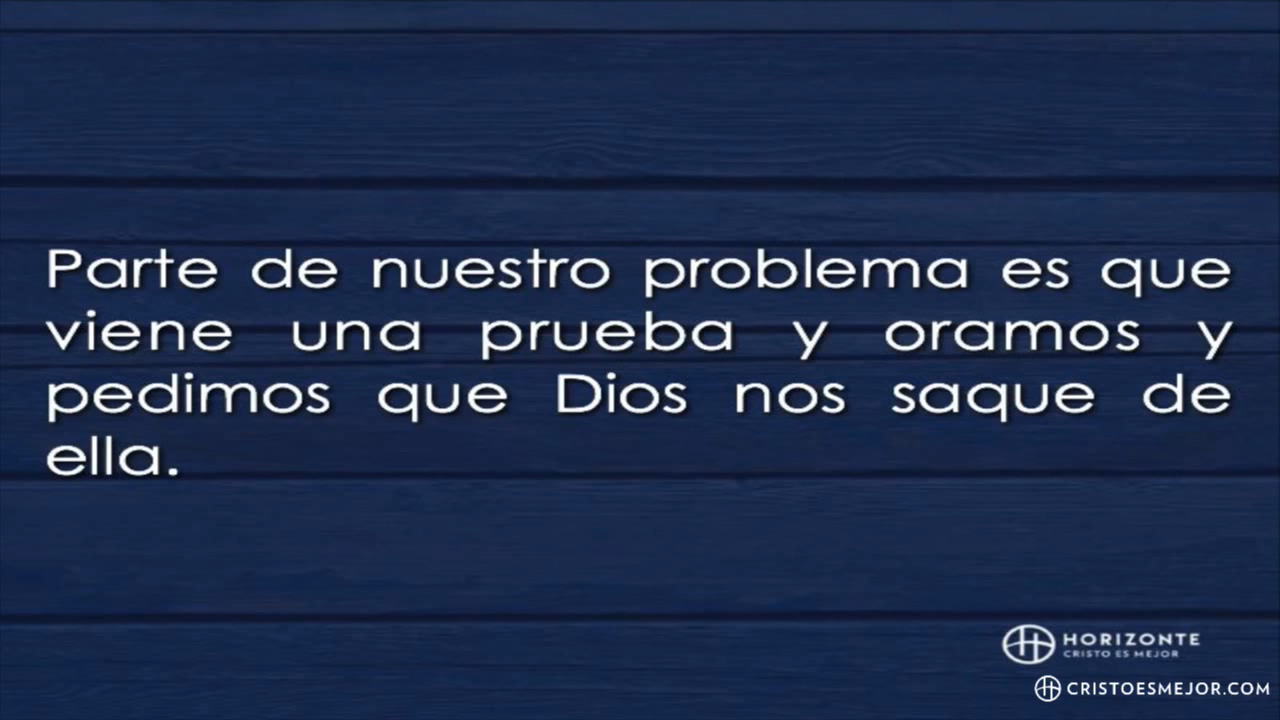 Parte de nuestro problema es que
viene una prueba y oramos y
pedimos que Dios nos saque de
ella.
HORIZONTE
CRISTO ES MEJOR
CRISTOESMEJOR.COM